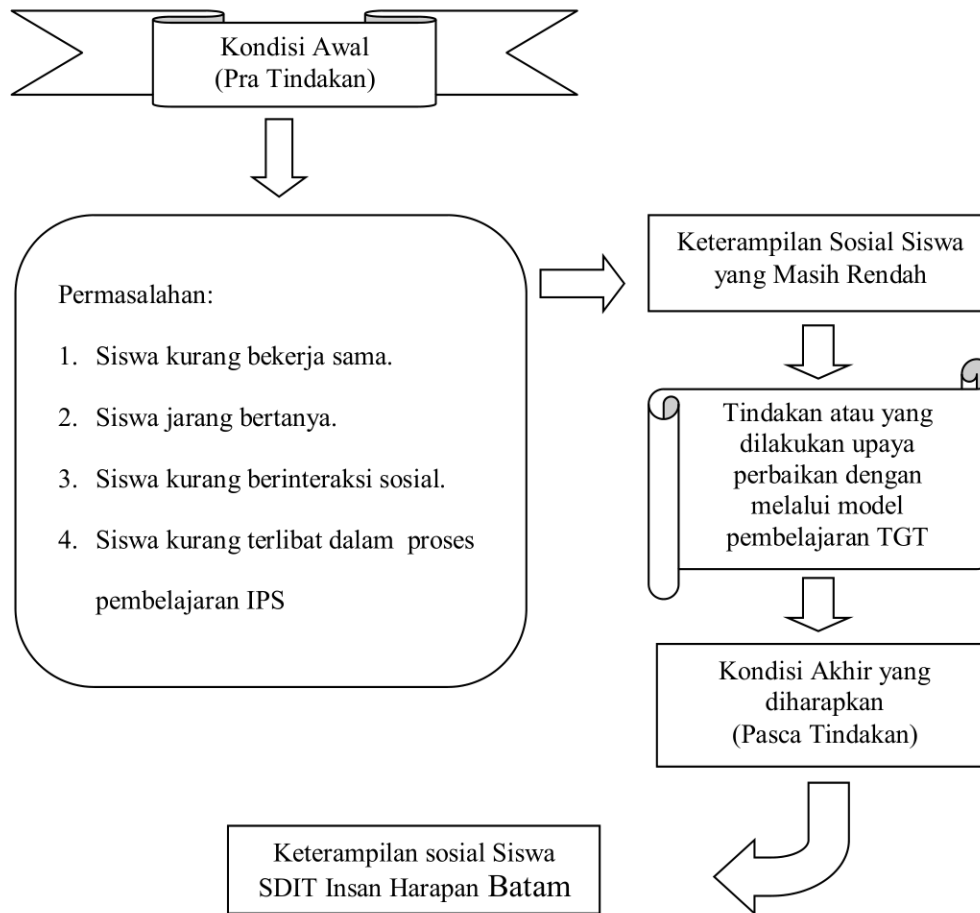 Kondisi Awal
(Pra Tindakan)
Permasalahan:
1. Siswa kurang bekerja sama.
2. Siswa jarang bertanya.
3. Siswa kurang berinteraksi sosial.
4. Siswa kurang terlibat dalam proses
pembelajaran IPS
Keterampilan Sosial Siswa
yang Masih Rendah
Tindakan atau yang
dilakukan upaya
perbaikan dengan
melalui model
pembelajaran TGT
Kondisi Akhir yang
diharapkan
(Pasca Tindakan)
Keterampilan sosial Siswa
SDIT Insan Harapan Batam